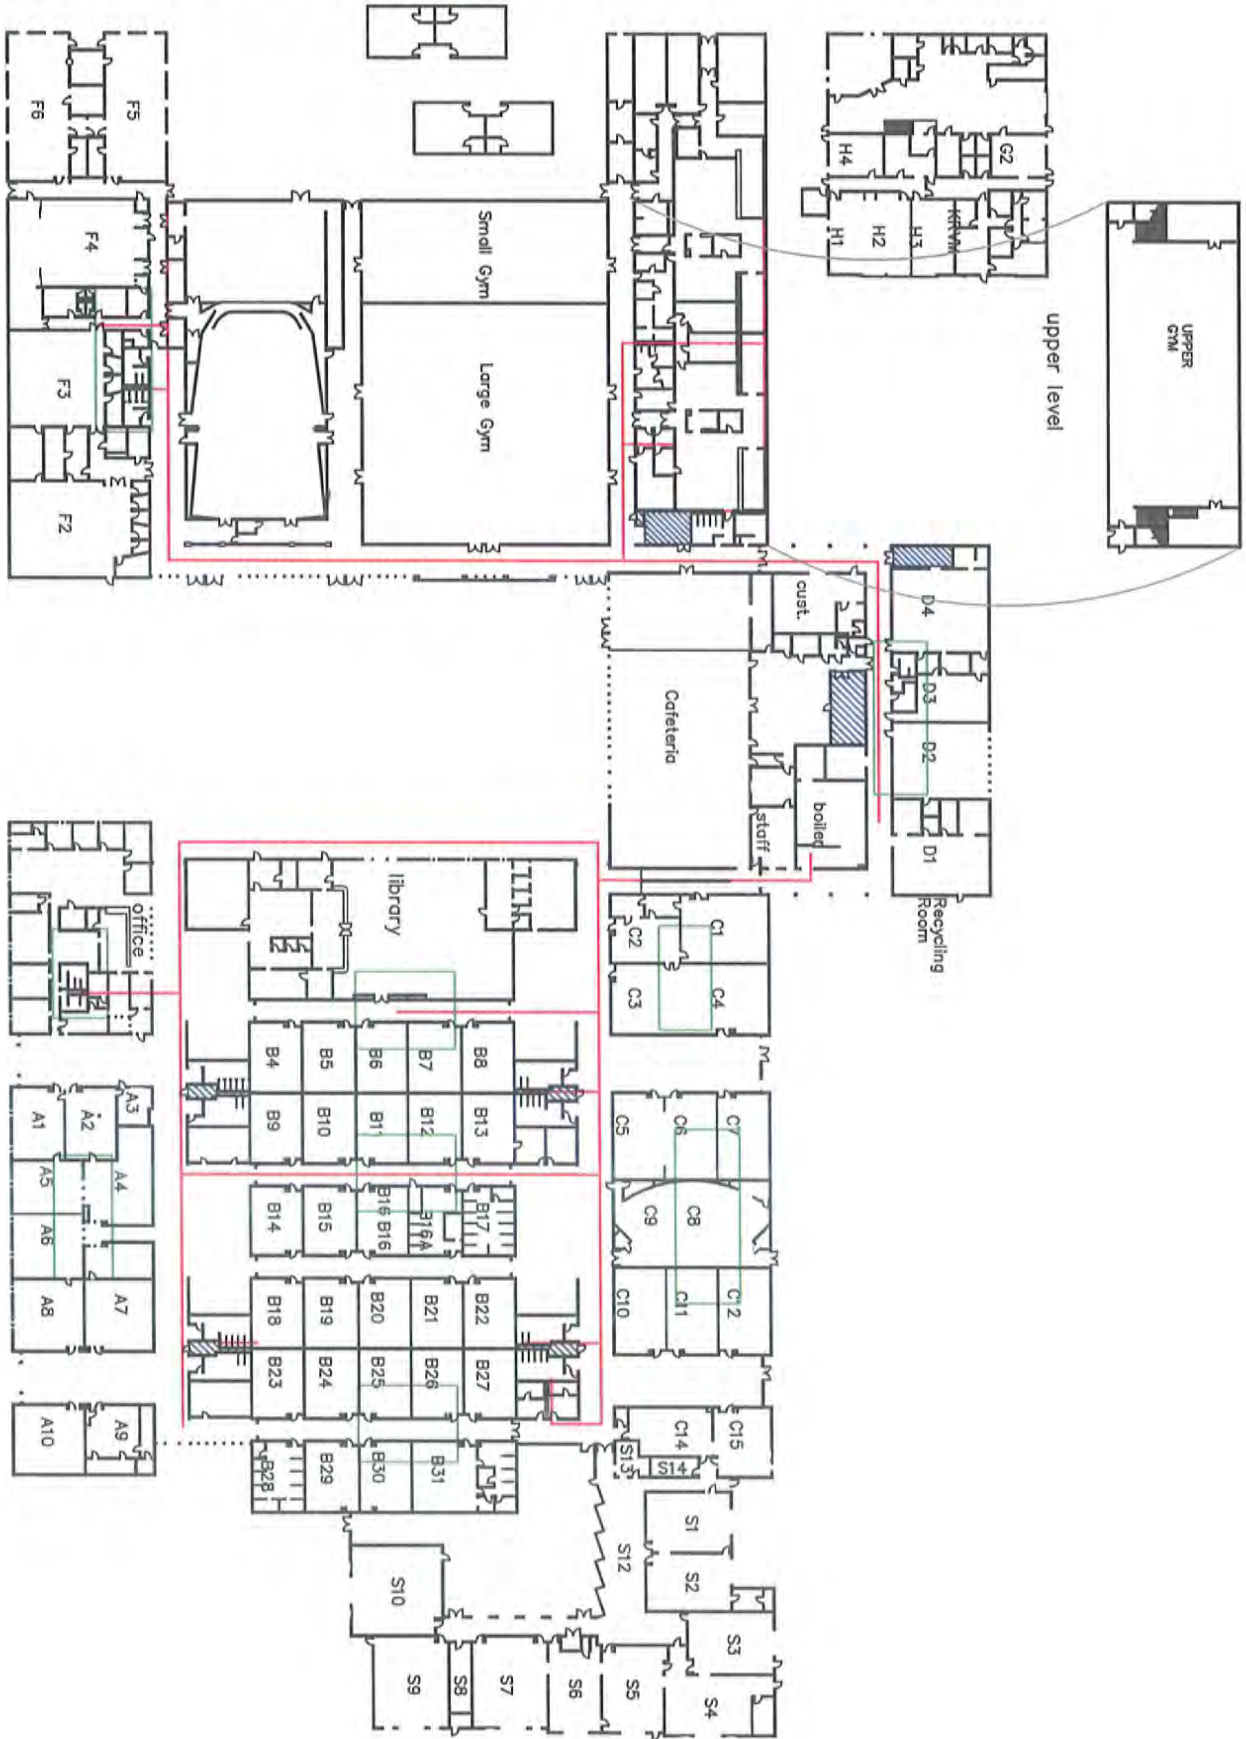 F6
F5
F4
F3
F2
Small Gym
Large Gym
H4
G2
H1
H2
H3
KRVM
upper level
UPPER
GYM
cust.
Cafeteria
staff
boiler
D4
D3
D2
D1
Recycling
Room
office
library
C1
C2
C3
C4
C5
C6
C7
C8
C9
C10
C11
C12
C14
C15
A1
A2
A3
A4
A5
A6
A7
A8
A9
A10
B4
B5
B6
B7
B8
B9
B10
B11
B12
B13
B14
B15
B16
B16
B16A
B17
B18
B19
B20
B21
B22
B23
B24
B25
B26
B27
B28
B29
B30
B31
S13
S14
S1
S2
S12
S3
S4
S5
S6
S7
S8
S9
S10